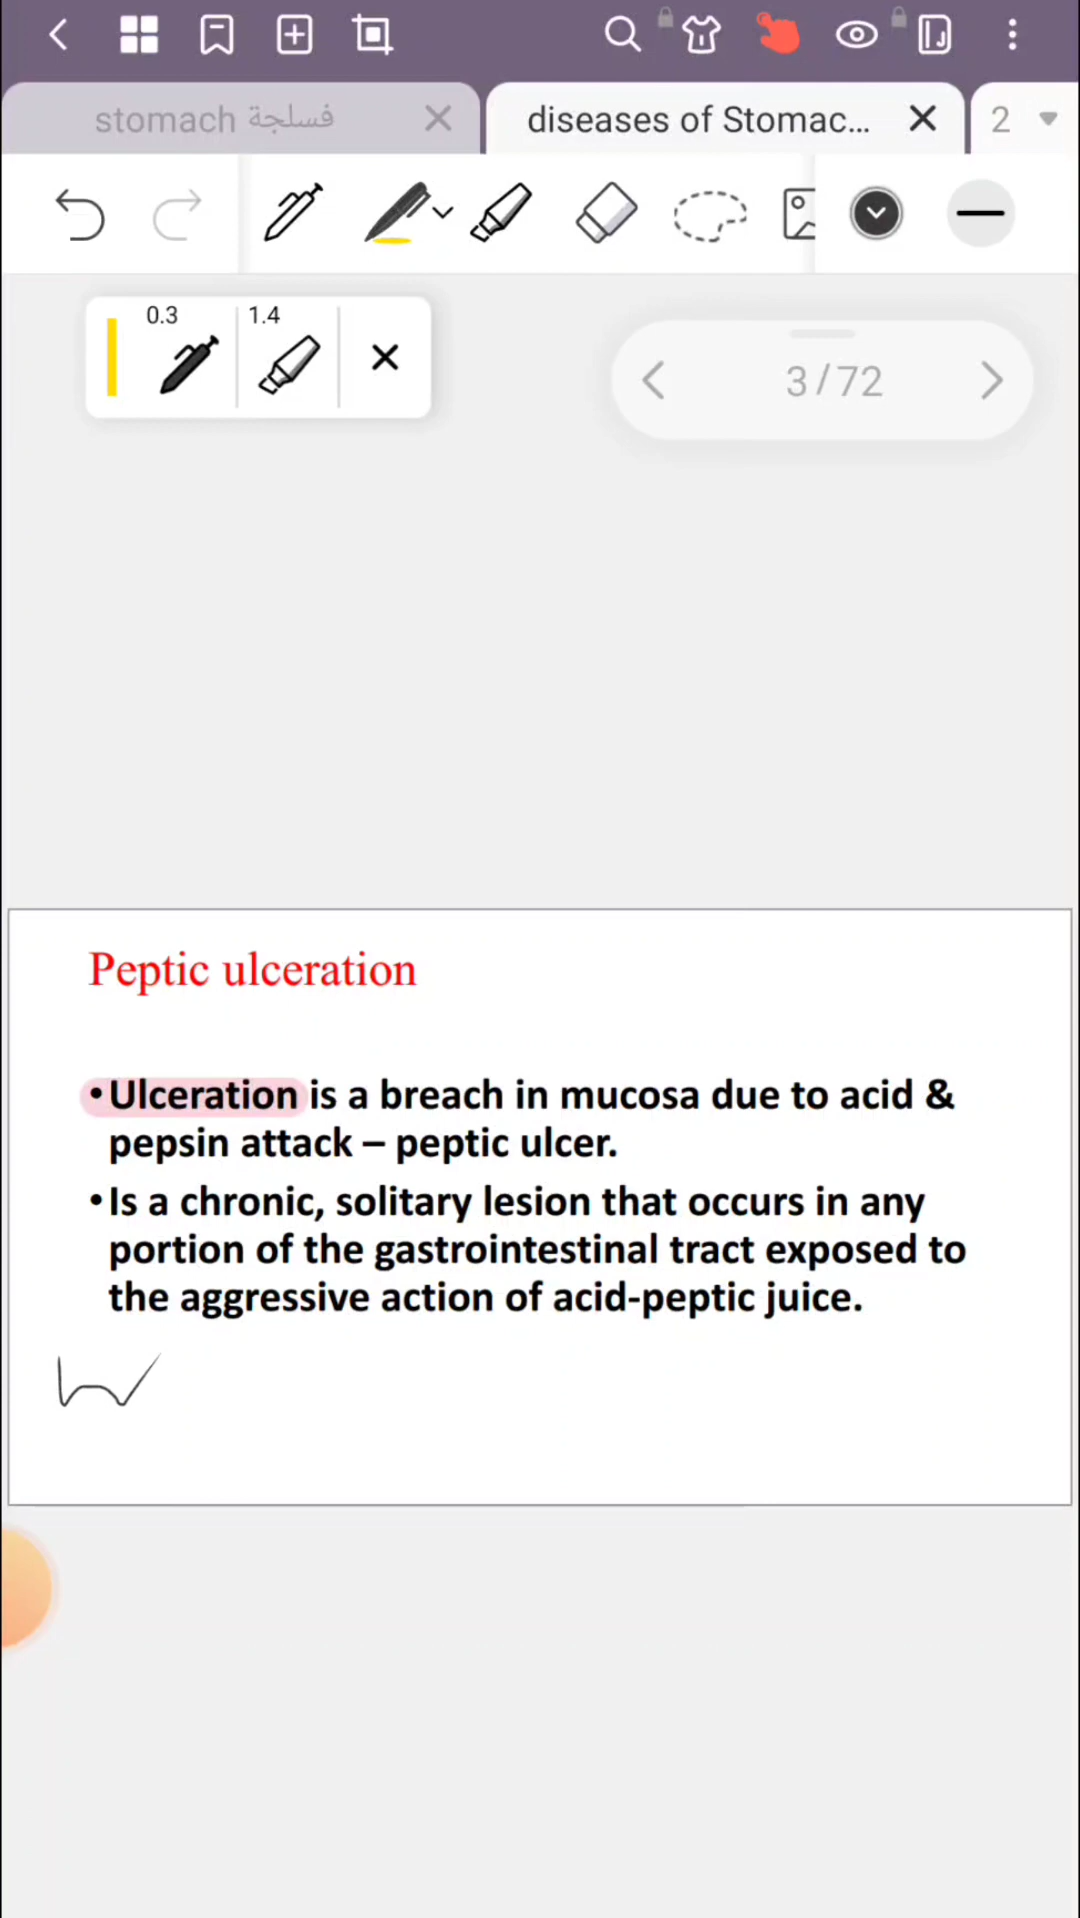 stomach فسلجة
diseases of Stomac...
2
0.3
1.4
3/72
Peptic ulceration
•Ulceration is a breach in mucosa due to acid &
pepsin attack – peptic ulcer.
•Is a chronic, solitary lesion that occurs in any
portion of the gastrointestinal tract exposed to
the aggressive action of acid-peptic juice.